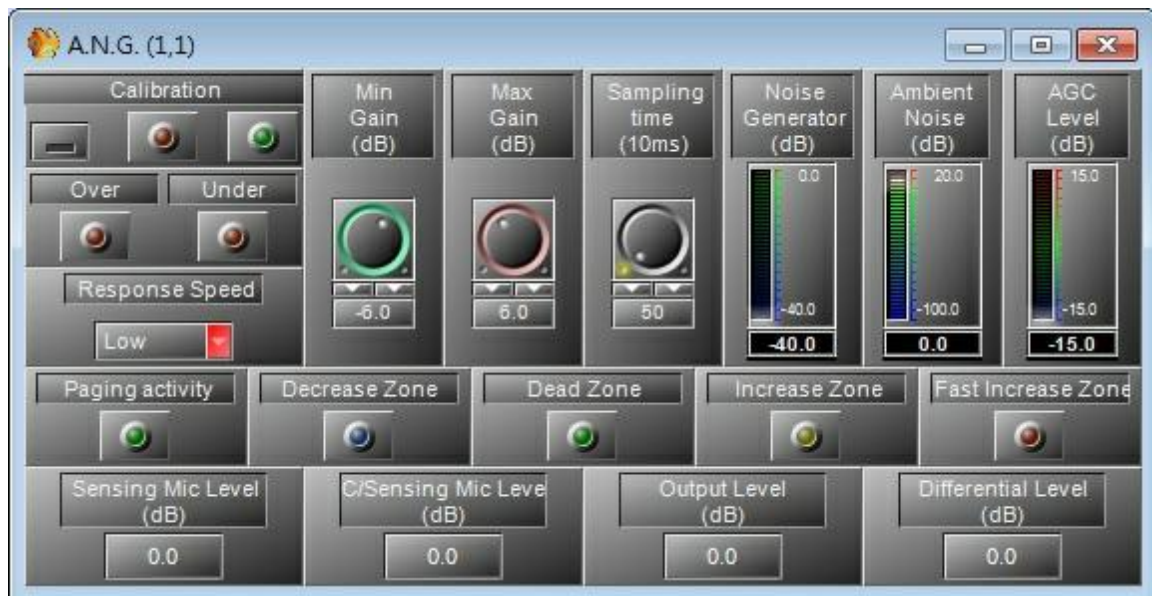 A.N.G. (1,1)
Calibration
Over
Under
Response Speed
Low
Min
Gain
(dB)
-6.0
Max
Gain
(dB)
6.0
Sampling
time
(10ms)
50
Noise
Generator
(dB)
0.0
-40.0
-40.0
Ambient
Noise
(dB)
20.0
-100.0
0.0
AGC
Level
(dB)
15.0
-15.0
-15.0
Paging activity
Decrease Zone
Dead Zone
Increase Zone
Fast Increase Zone
Sensing Mic Level
(dB)
0.0
C/Sensing Mic Leve
(dB)
0.0
Output Level
(dB)
0.0
Differential Level
(dB)
0.0